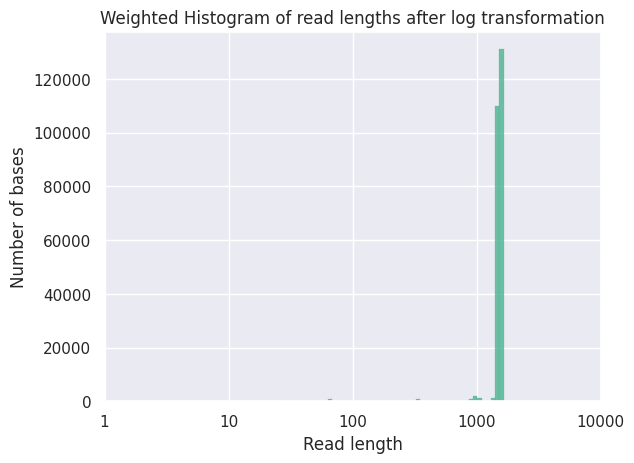 Weighted Histogram of read lengths after log transformation
Number of bases
120000
100000
80000
60000
40000
20000
0
1 10 100 1000 10000
Read length